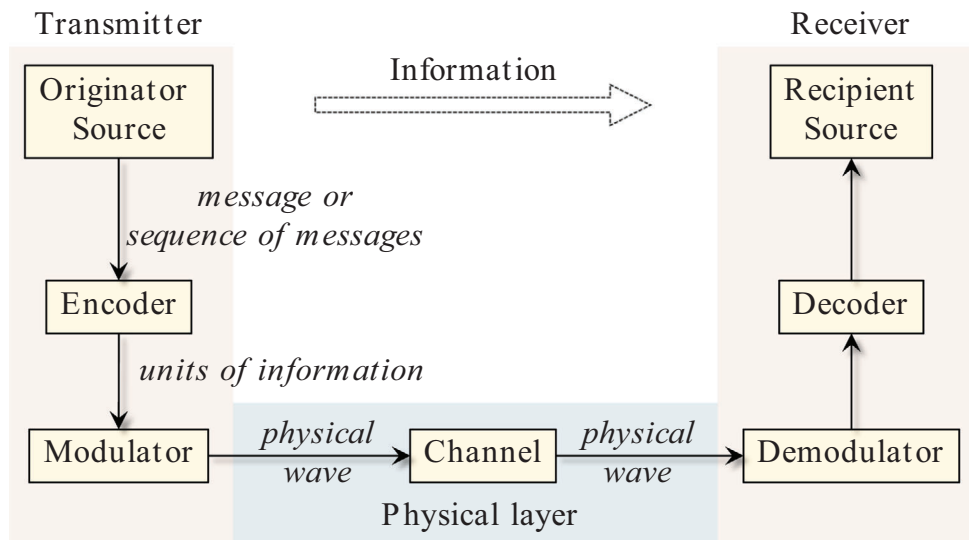 Transmitter
Receiver
Information
Originator
Source
Recipient
Source
message or
sequence of messages
Encoder
Decoder
units of information
Modulator
physical
wave
Channel
physical
wave
Demodulator
Physical layer